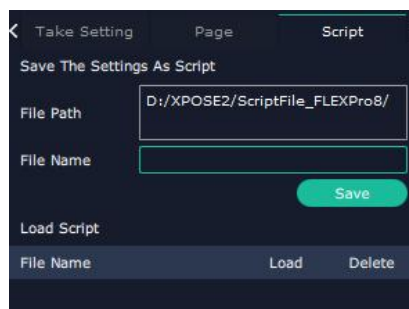 Take Setting Page Script
Save The Settings As Script
File Path D:/XPOSE2/ScriptFile_FLEXPro8/
File Name
Save
Load Script
File Name Load Delete